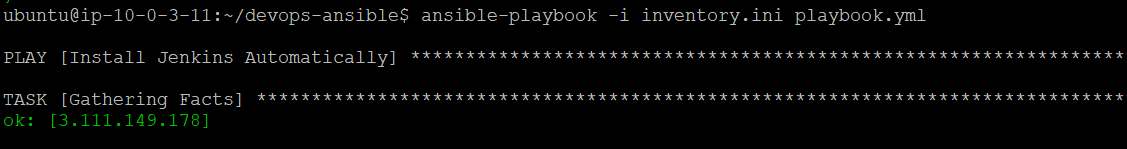 ubuntu@ip-10-0-3-11:~/devops-ansible$ ansible-playbook -i inventory.ini playbook.yml
PLAY [Install Jenkins Automatically] *****************************************************************
TASK [Gathering Facts] *******************************************************************************
ok: [3.111.149.178]